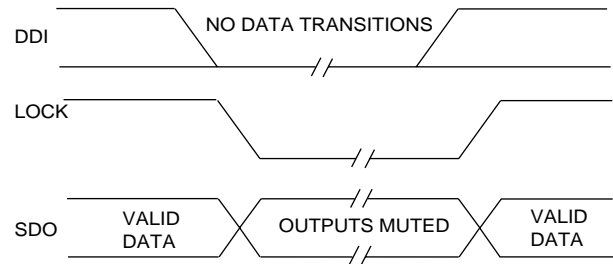 NO DATA TRANSITIONS
DDI
LOCK
SDO
VALID
DATA
OUTPUTS MUTED
VALID
DATA